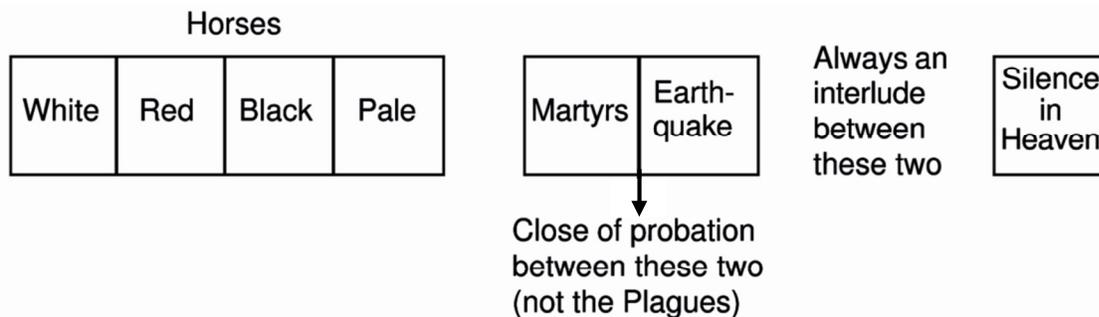 Horses
White Red Black Pale
Martyrs
Earth-
quake
Always an
interlude
between
these two
Silence
in
Heaven
Close of probation
between these two
(not the Plagues)